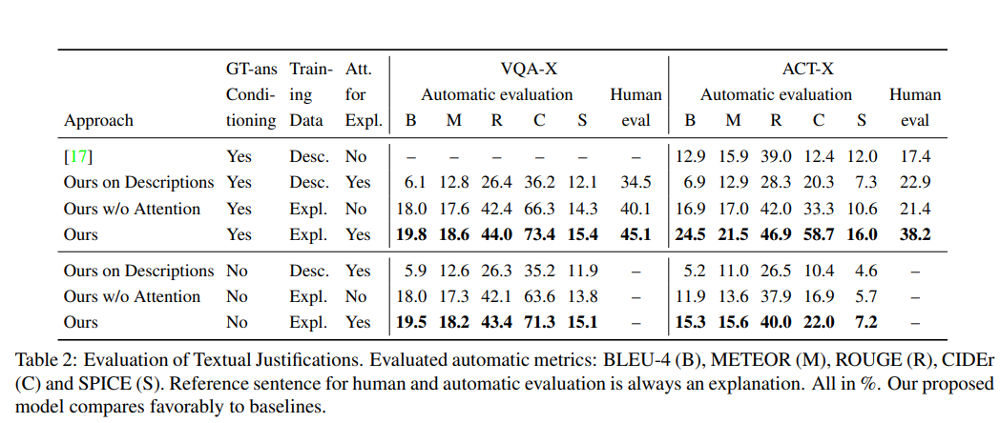 GT-ans Train- Att. VQA-X ACT-X
Condi- ing for Automatic evaluation Human Automatic evaluation Human
Approach tioning Data Expl. B M R C S eval B M R C S eval
[17] Yes Desc. No – – – – – – 12.9 15.9 39.0 12.4 12.0 17.4
Ours on Descriptions Yes Desc. Yes 6.1 12.8 26.4 36.2 12.1 34.5 6.9 12.9 28.3 20.3 7.3 22.9
Ours w/o Attention Yes Expl. No 18.0 17.6 42.4 66.3 14.3 40.1 16.9 17.0 42.0 33.3 10.6 21.4
Ours Yes Expl. Yes 19.8 18.6 44.0 73.4 15.4 45.1 24.5 21.5 46.9 58.7 16.0 38.2
Ours on Descriptions No Desc. Yes 5.9 12.6 26.3 35.2 11.9 – 5.2 11.0 26.5 10.4 4.6 –
Ours w/o Attention No Expl. No 18.0 17.3 42.1 63.6 13.8 – 11.9 13.6 37.9 16.9 5.7 –
Ours No Expl. Yes 19.5 18.2 43.4 71.3 15.1 – 15.3 15.6 40.0 22.0 7.2 –
Table 2: Evaluation of Textual Justifications. Evaluated automatic metrics: BLEU-4 (B), METEOR (M), ROUGE (R), CIDEr
(C) and SPICE (S). Reference sentence for human and automatic evaluation is always an explanation. All in %. Our proposed
model compares favorably to baselines.